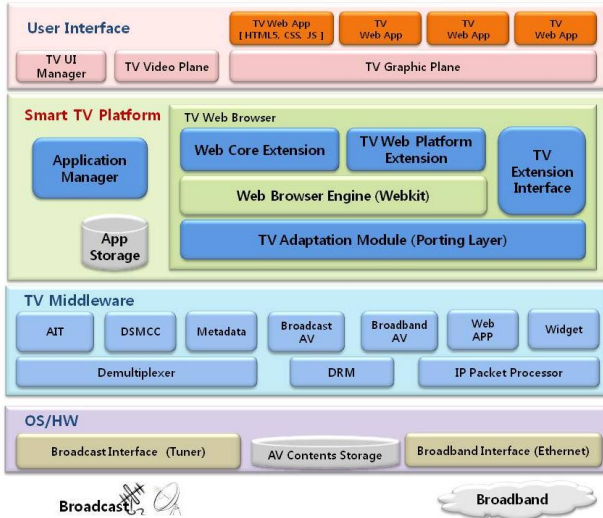 User Interface
TV Web App
[ HTML5, CSS, JS ]
TV
Web App
TV
Web App
TV
Web App
TV UI
Manager
TV Video Plane
TV Graphic Plane
Smart TV Platform
TV Web Browser
Application
Manager
Web Core Extension
TV Web Platform
Extension
TV
Extension
Interface
Web Browser Engine (Webkit)
App
Storage
TV Adaptation Module (Porting Layer)
TV Middleware
AIT
DSMCC
Metadata
Broadcast
AV
Broadband
AV
Web
APP
Widget
Demultiplexer
DRM
IP Packet Processor
OS/HW
Broadcast Interface (Tuner)
AV Contents Storage
Broadband Interface (Ethernet)
Broadcast
Broadband